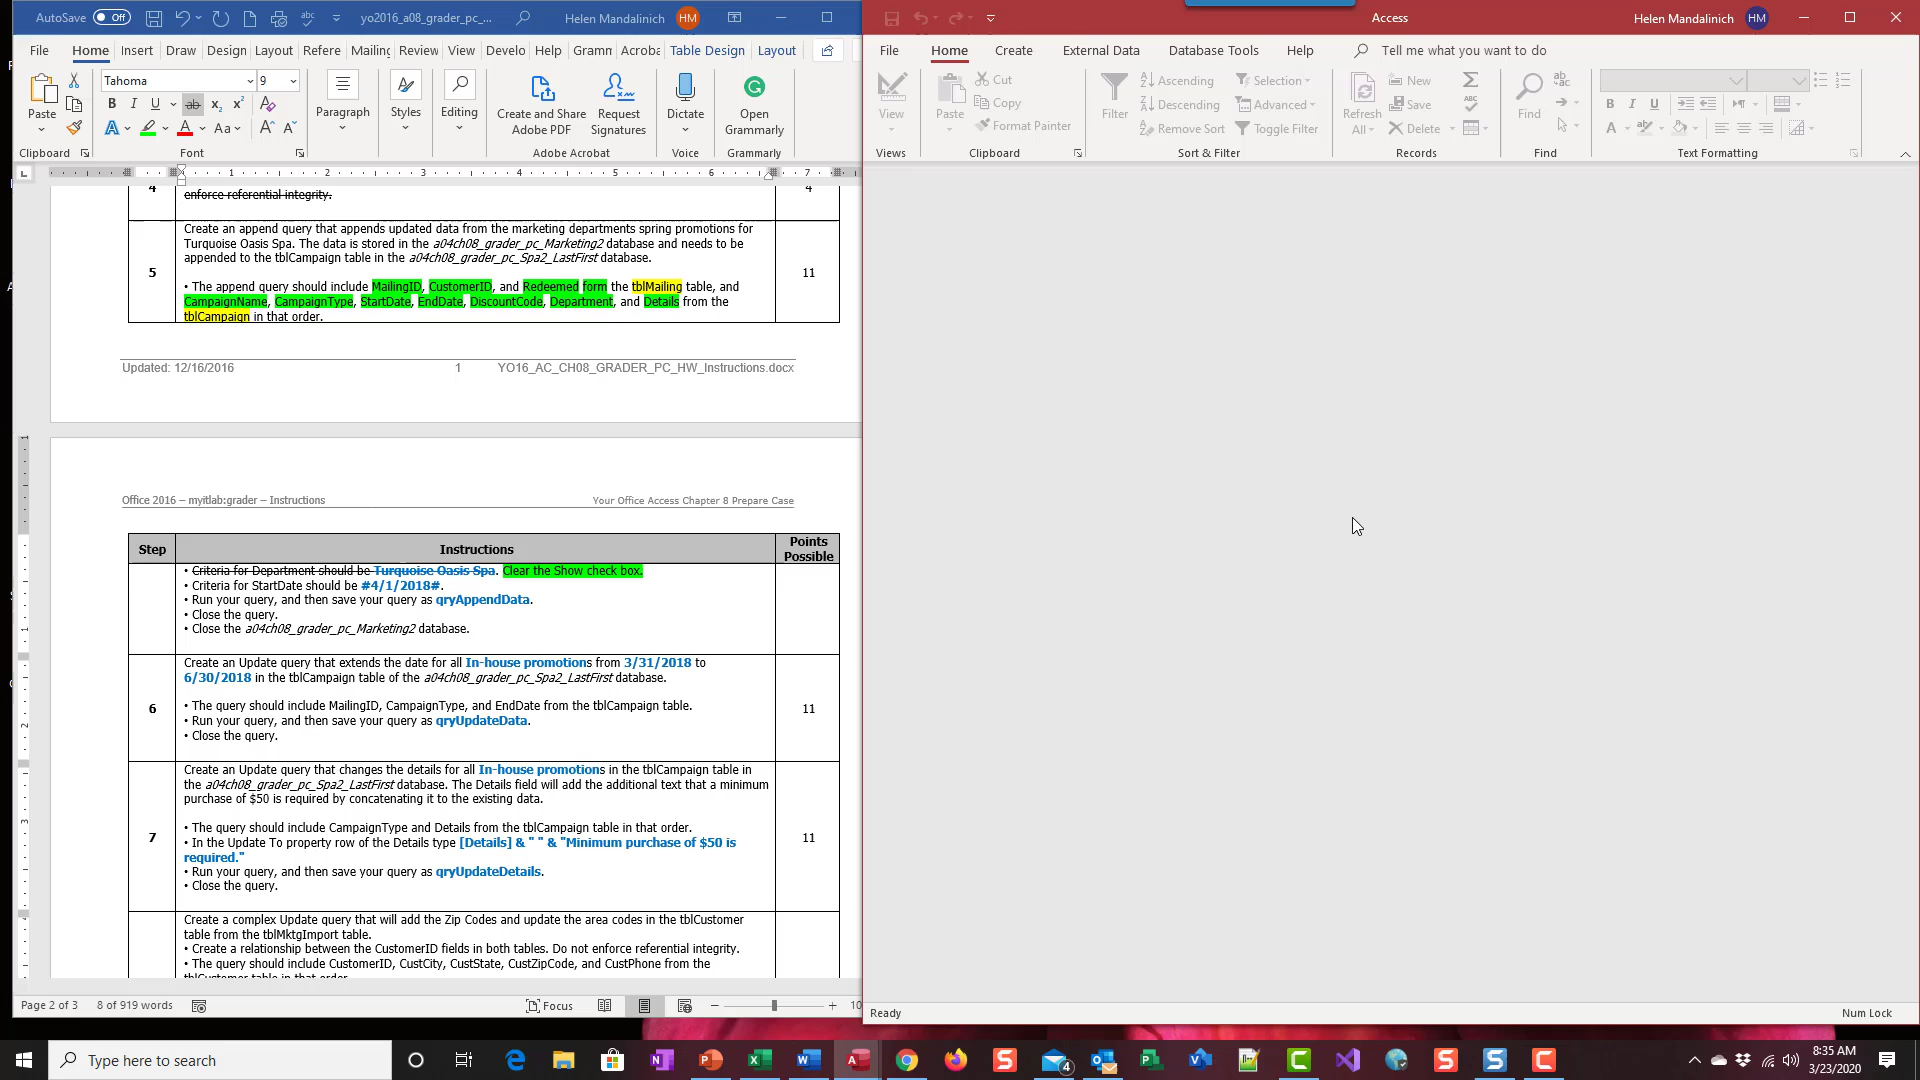 AutoSave Off yo2016_a08_grader_pc_... Helen Mandalinich HM
File Home Insert Draw Design Layout Refere Mailing Review View Develo Help Gramm Acroba Table Design Layout
Tahoma 9
Paste Paragraph Styles Editing Create and Share Adobe PDF Request Signatures Dictate Open Grammarly
Clipboard Font Adobe Acrobat Voice Grammarly
1 2 3 4 5 6 7
4 enforce referential integrity. 4
Create an append query that appends updated data from the marketing departments spring promotions for
Turquoise Oasis Spa. The data is stored in the a04ch08_grader_pc_Marketing2 database and needs to be
appended to the tblCampaign table in the a04ch08_grader_pc_Spa2_LastFirst database.
5 11
• The append query should include MailingID, CustomerID, and Redeemed form the tblMailing table, and
CampaignName, CampaignType, StartDate, EndDate, DiscountCode, Department, and Details from the
tblCampaign in that order.
Updated: 12/16/2016 1 YO16_AC_CH08_GRADER_PC_HW_Instructions.docx
Office 2016 – myitlab:grader – Instructions Your Office Access Chapter 8 Prepare Case
Step Instructions Points Possible
• Criteria for Department should be Turquoise Oasis Spa. Clear the Show check box.
• Criteria for StartDate should be #4/1/2018#.
• Run your query, and then save your query as qryAppendData.
• Close the query.
• Close the a04ch08_grader_pc_Marketing2 database.
Create an Update query that extends the date for all In-house promotions from 3/31/2018 to
6/30/2018 in the tblCampaign table of the a04ch08_grader_pc_Spa2_LastFirst database.
6 11
• The query should include MailingID, CampaignType, and EndDate from the tblCampaign table.
• Run your query, and then save your query as qryUpdateData.
• Close the query.
Create an Update query that changes the details for all In-house promotions in the tblCampaign table in
the a04ch08_grader_pc_Spa2_LastFirst database. The Details field will add the additional text that a minimum
purchase of $50 is required by concatenating it to the existing data.
7 11
• The query should include CampaignType and Details from the tblCampaign table in that order.
• In the Update To property row of the Details type [Details] & " " & "Minimum purchase of $50 is
required."
• Run your query, and then save your query as qryUpdateDetails.
• Close the query.
Create a complex Update query that will add the Zip Codes and update the area codes in the tblCustomer
table from the tblMktgImport table.
• Create a relationship between the CustomerID fields in both tables. Do not enforce referential integrity.
• The query should include CustomerID, CustCity, CustState, CustZipCode, and CustPhone from the
tblCustomer table in that order.
Page 2 of 3 8 of 919 words Focus 10
Access Helen Mandalinich HM
File Home Create External Data Database Tools Help Tell me what you want to do
View Paste Cut Copy Format Painter Filter Ascending Descending Remove Sort Selection Advanced Toggle Filter Refresh All New Save Delete Find
Views Clipboard Sort & Filter Records Find Text Formatting
Ready Num Lock
Type here to search 4 8:35 AM
3/23/2020